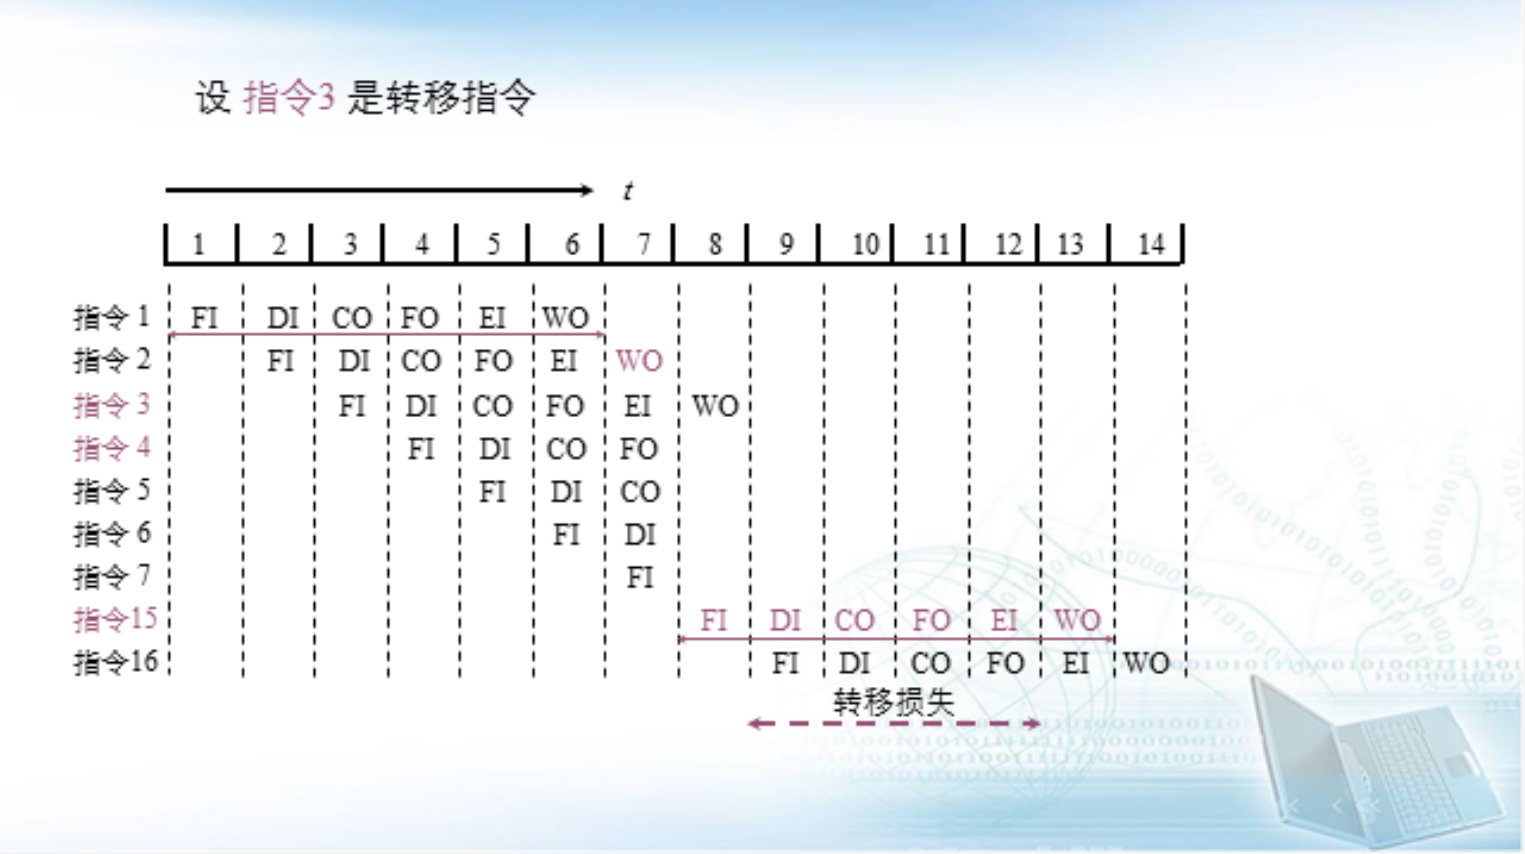 设 指令3 是转移指令
t
1 2 3 4 5 6 7 8 9 10 11 12 13 14
指令 1 FI DI CO FO EI WO
指令 2 FI DI CO FO EI WO
指令 3 FI DI CO FO EI WO
指令 4 FI DI CO FO
指令 5 FI DI CO
指令 6 FI DI
指令 7 FI
指令15 FI DI CO FO EI WO
指令16 FI DI CO FO EI WO
转移损失